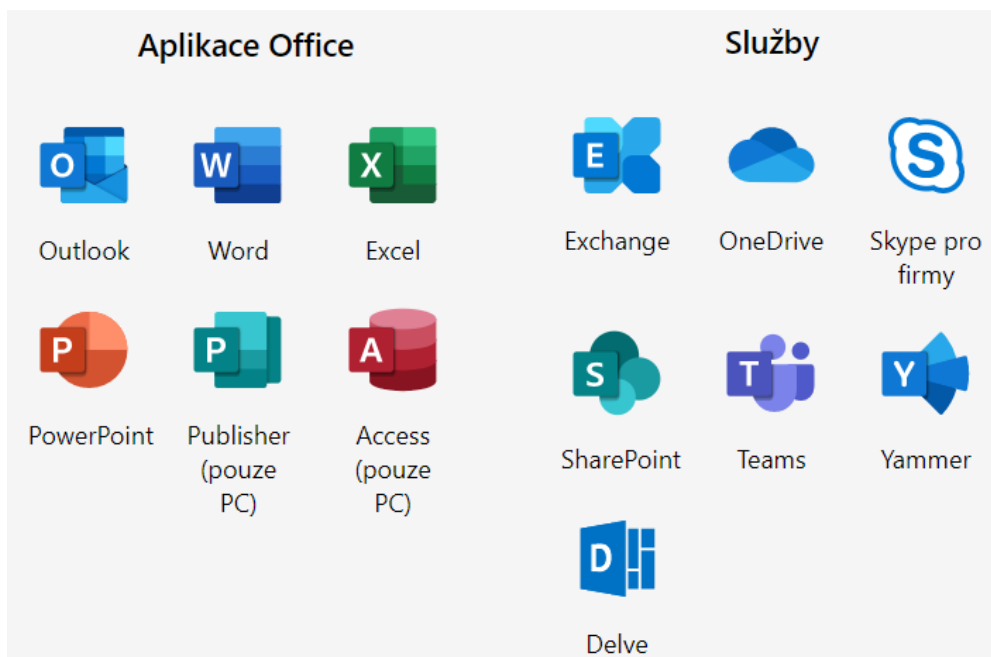 Aplikace Office
O
W
X
Outlook
Word
Excel
P
P
A
PowerPoint
Publisher
(pouze
PC)
Access
(pouze
PC)
Služby
E
S
Exchange
OneDrive
Skype pro
firmy
S
T
Y
SharePoint
Teams
Yammer
D
Delve